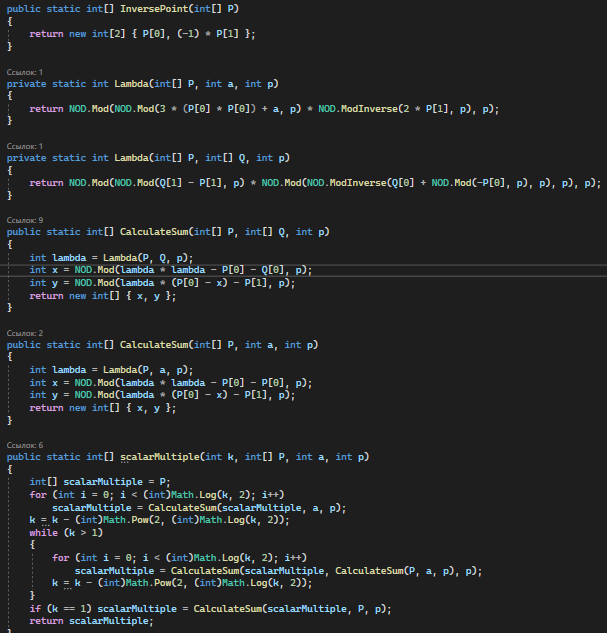 public static int[] InversePoint(int[] P)
{
return new int[2] { P[0], (-1) * P[1] };
}
Ссылок: 1
private static int Lambda(int[] P, int a, int p)
{
return NOD.Mod(NOD.Mod(3 * (P[0] * P[0]) + a, p) * NOD.ModInverse(2 * P[1], p), p);
}
Ссылок: 1
private static int Lambda(int[] P, int[] Q, int p)
{
return NOD.Mod(NOD.Mod(Q[1] - P[1], p) * NOD.Mod(NOD.ModInverse(Q[0] + NOD.Mod(-P[0], p), p), p), p);
}
Ссылок: 9
public static int[] CalculateSum(int[] P, int[] Q, int p)
{
int lambda = Lambda(P, Q, p);
int x = NOD.Mod(lambda * lambda - P[0] - Q[0], p);
int y = NOD.Mod(lambda * (P[0] - x) - P[1], p);
return new int[] { x, y };
}
Ссылок: 2
public static int[] CalculateSum(int[] P, int a, int p)
{
int lambda = Lambda(P, a, p);
int x = NOD.Mod(lambda * lambda - P[0] - P[0], p);
int y = NOD.Mod(lambda * (P[0] - x) - P[1], p);
return new int[] { x, y };
}
Ссылок: 6
public static int[] scalarMultiple(int k, int[] P, int a, int p)
{
int[] scalarMultiple = P;
for (int i = 0; i < (int)Math.Log(k, 2); i++)
scalarMultiple = CalculateSum(scalarMultiple, a, p);
k = k - (int)Math.Pow(2, (int)Math.Log(k, 2));
while (k > 1)
{
for (int i = 0; i < (int)Math.Log(k, 2); i++)
scalarMultiple = CalculateSum(scalarMultiple, CalculateSum(P, a, p), p);
k = k - (int)Math.Pow(2, (int)Math.Log(k, 2));
}
if (k == 1) scalarMultiple = CalculateSum(scalarMultiple, P, p);
return scalarMultiple;
}